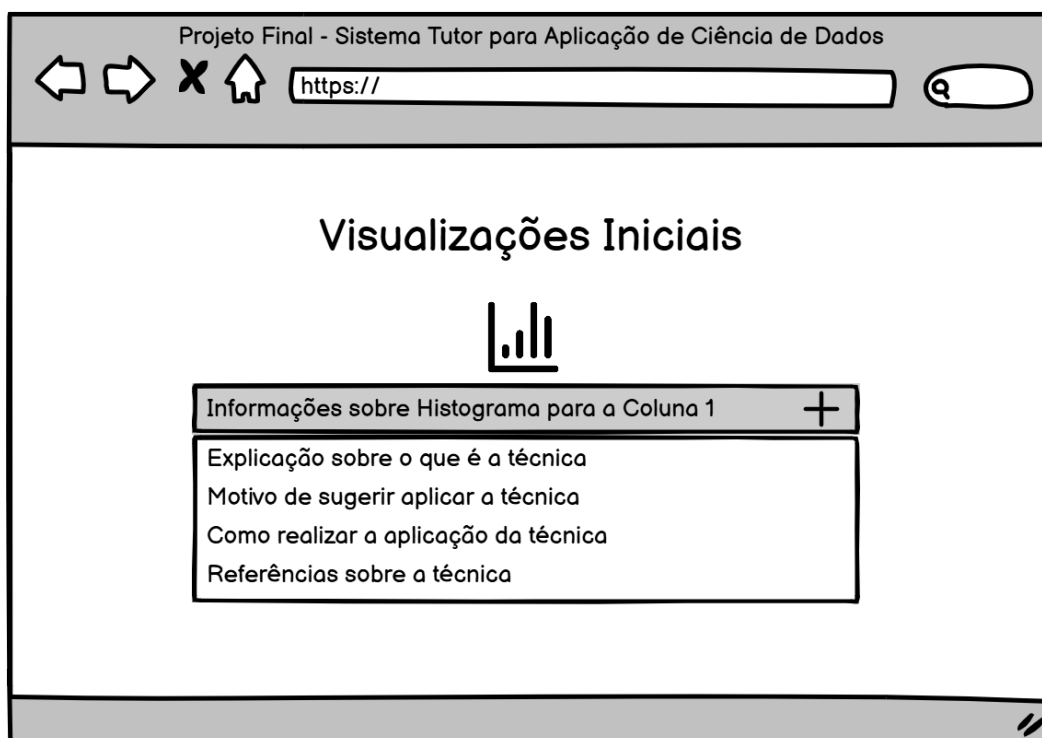 Projeto Final - Sistema Tutor para Aplicação de Ciência de Dados
https://
Visualizações Iniciais
Informações sobre Histograma para a Coluna 1
Explicação sobre o que é a técnica
Motivo de sugerir aplicar a técnica
Como realizar a aplicação da técnica
Referências sobre a técnica